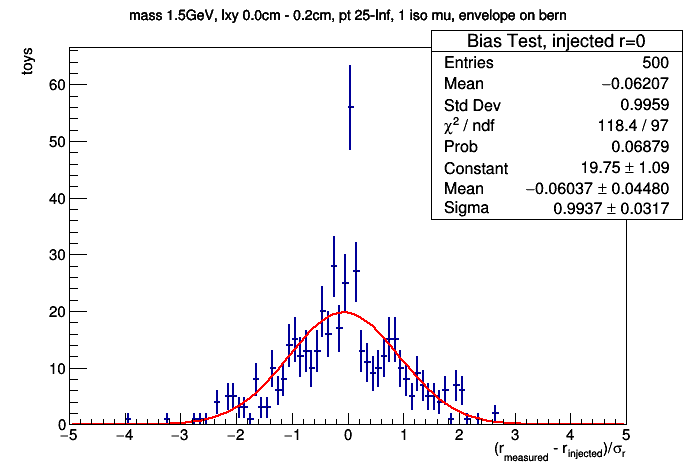 mass 1.5GeV, lxy 0.0cm - 0.2cm, pt 25-Inf, 1 iso mu, envelope on bern
Bias Test, injected r=0
Entries 500
Mean −0.06207
Std Dev 0.9959
χ² / ndf 118.4 / 97
Prob 0.06879
Constant 19.75 ± 1.09
Mean −0.06037 ± 0.04480
Sigma 0.9937 ± 0.0317
toys
60
50
40
30
20
10
0
−5 −4 −3 −2 −1 0 1 2 3 4 5
(r_measured - r_injected)/σ_r